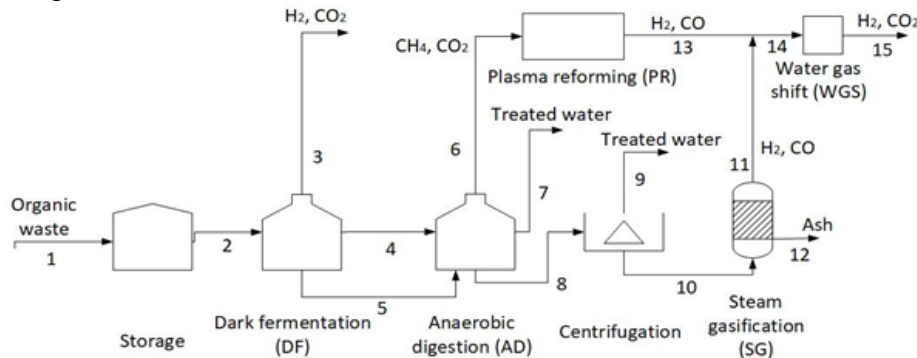 H₂, CO₂
H₂, CO
H₂, CO₂
CH₄, CO₂
13
14
15
Plasma reforming (PR)
Water gas
shift (WGS)
Treated water
Treated water
3
6
7
9
11
H₂, CO
Organic
waste
Ash
1
2
4
5
8
10
12
Storage
Dark fermentation
(DF)
Anaerobic
digestion (AD)
Centrifugation
Steam
gasification
(SG)